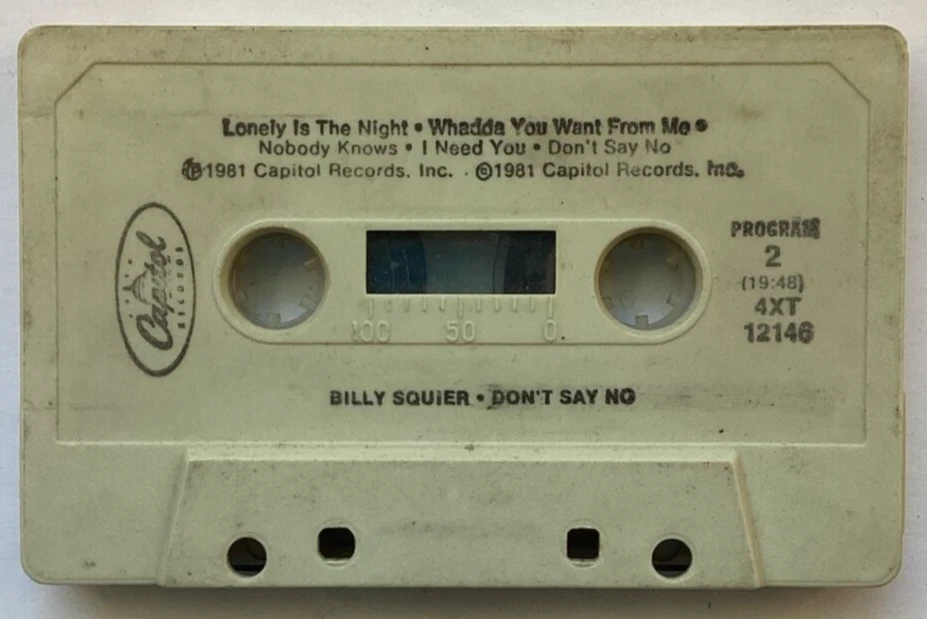 Lonely Is The Night • Whadda You Want From Me •
Nobody Knows • I Need You • Don't Say No
℗1981 Capitol Records, Inc. · ©1981 Capitol Records, Inc.
Capitol
RECORDS
PROGRAM
2
(19:48)
4XT
12146
100 50 0
BILLY SQUIER • DON'T SAY NO